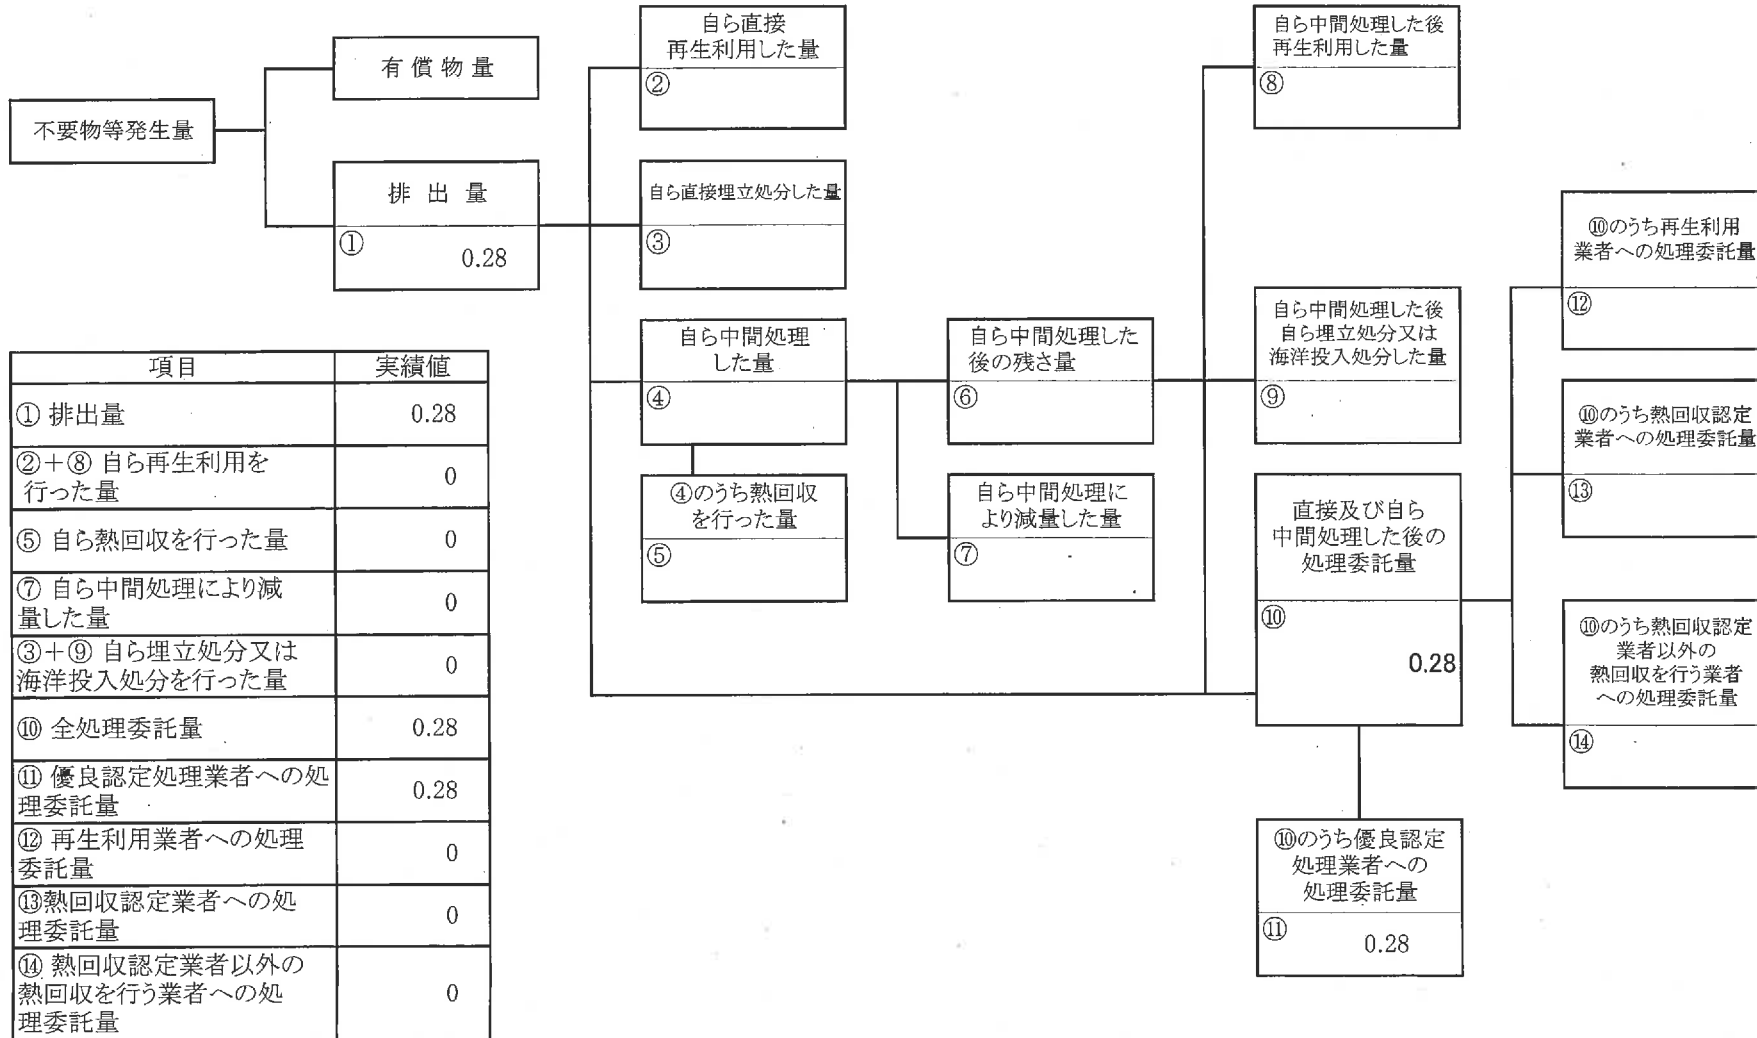 不要物等発生量
有償物量
排出量
①
0.28
自ら直接
再生利用した量
②
自ら直接埋立処分した量
③
自ら中間処理
した量
④
④のうち熱回収
を行った量
⑤
自ら中間処理した
後の残さ量
⑥
自ら中間処理に
より減量した量
⑦
自ら中間処理した後
再生利用した量
⑧
自ら中間処理した後
自ら埋立処分又は
海洋投入処分した量
⑨
直接及び自ら
中間処理した後の
処理委託量
⑩
0.28
⑩のうち優良認定
処理業者への
処理委託量
⑪
0.28
⑩のうち再生利用
業者への処理委託量
⑫
⑩のうち熱回収認定
業者への処理委託量
⑬
⑩のうち熱回収認定
業者以外の
熱回収を行う業者
への処理委託量
⑭
項目 実績値
① 排出量 0.28
②+⑧ 自ら再生利用を
行った量 0
⑤ 自ら熱回収を行った量 0
⑦ 自ら中間処理により減
量した量 0
③+⑨ 自ら埋立処分又は
海洋投入処分を行った量 0
⑩ 全処理委託量 0.28
⑪ 優良認定処理業者への処
理委託量 0.28
⑫ 再生利用業者への処理
委託量 0
⑬熱回収認定業者への処
理委託量 0
⑭ 熱回収認定業者以外の
熱回収を行う業者への処
理委託量 0